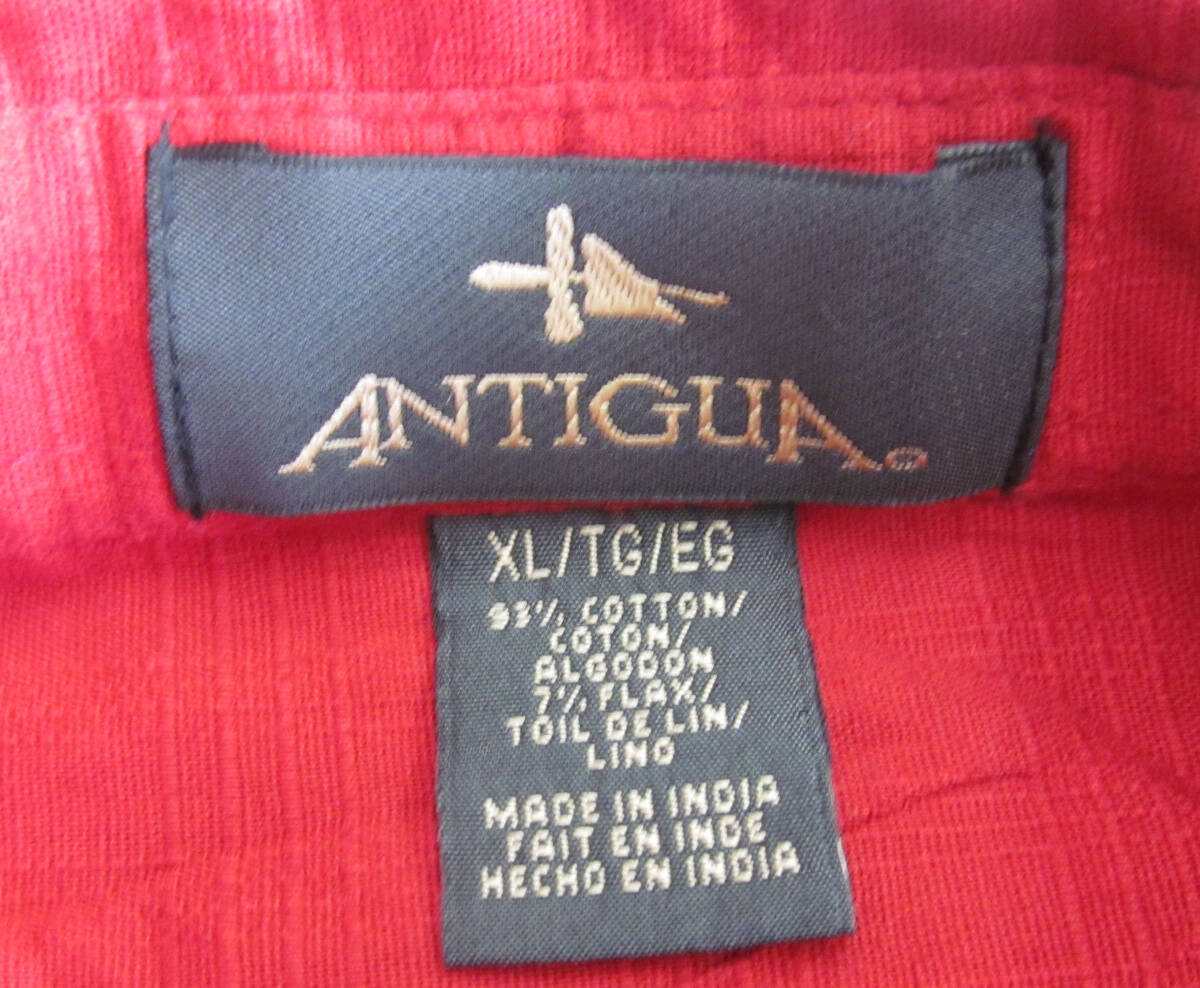 ANTIGUA®
XL/TG/EG
93% COTTON/
COTON/
ALGODON
7% FLAX/
TOIL DE LIN/
LINO
MADE IN INDIA
FAIT EN INDE
HECHO EN INDIA